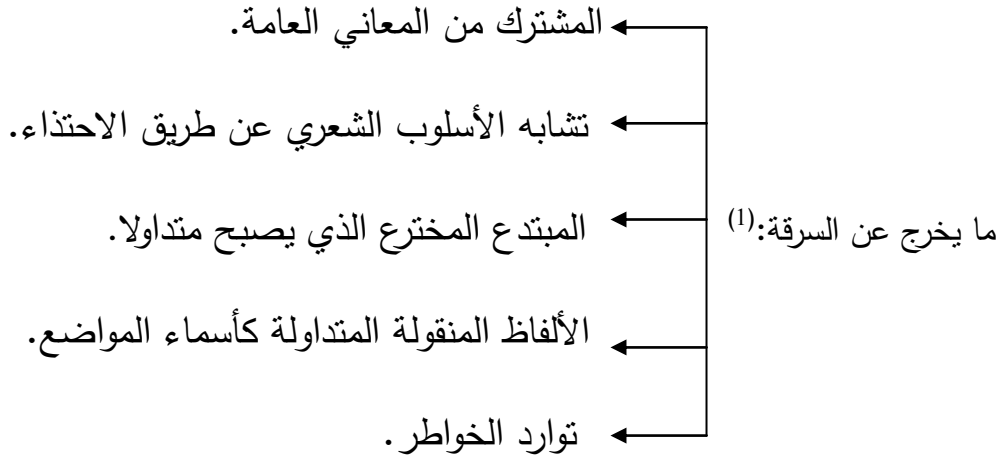 ما يخرج عن السرقة:(1)
المشترك من المعاني العامة.
تشابه الأسلوب الشعري عن طريق الاحتذاء.
المبتدع المخترع الذي يصبح متداولا.
الألفاظ المنقولة المتداولة كأسماء المواضع.
توارد الخواطر.